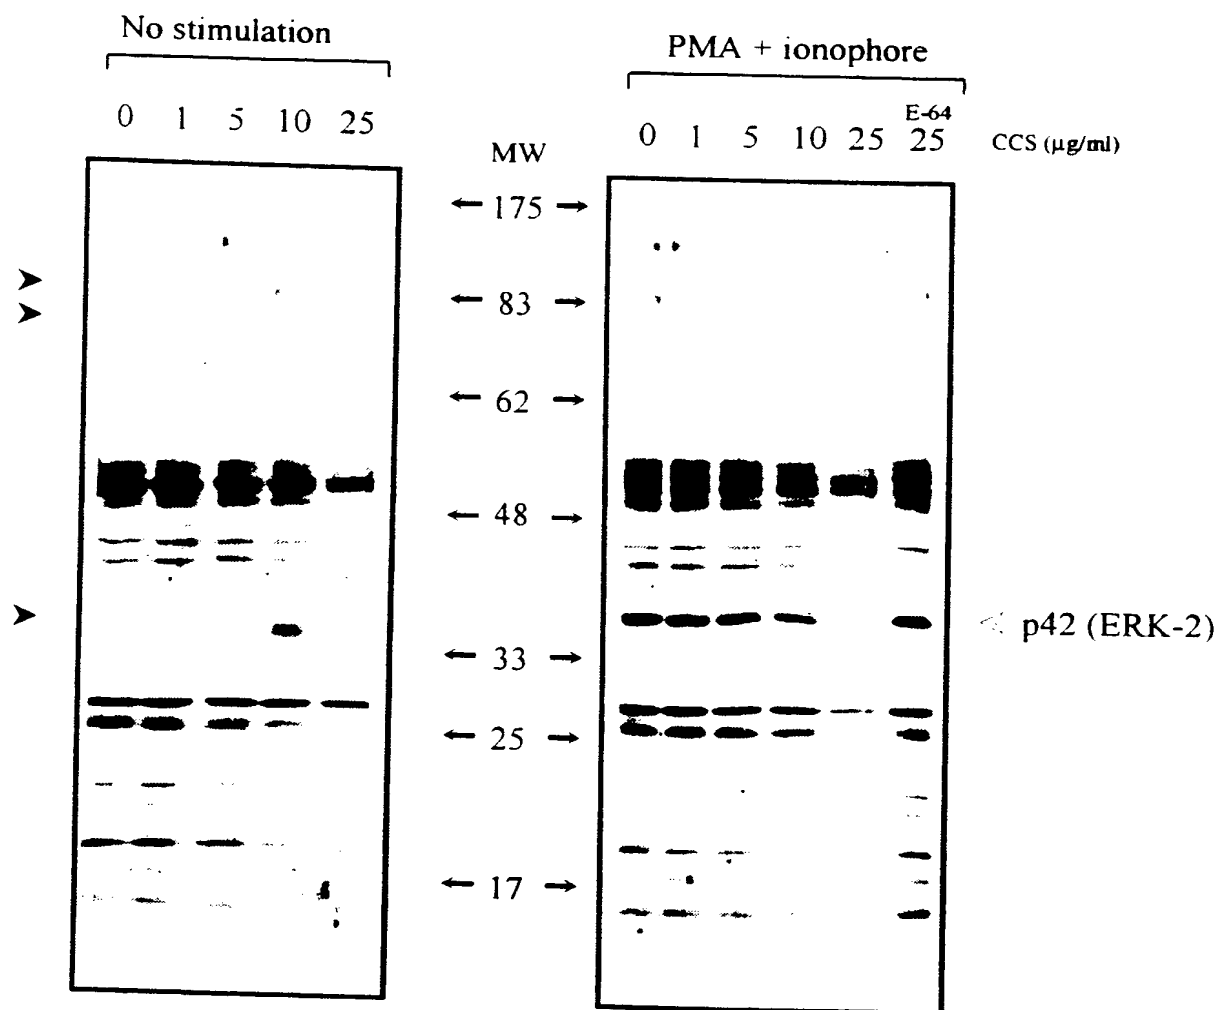 No stimulation
0 1 5 10 25
PMA + ionophore
E-64
0 1 5 10 25 25 CCS (µg/ml)
MW
175
83
62
48
p42 (ERK-2)
33
25
17